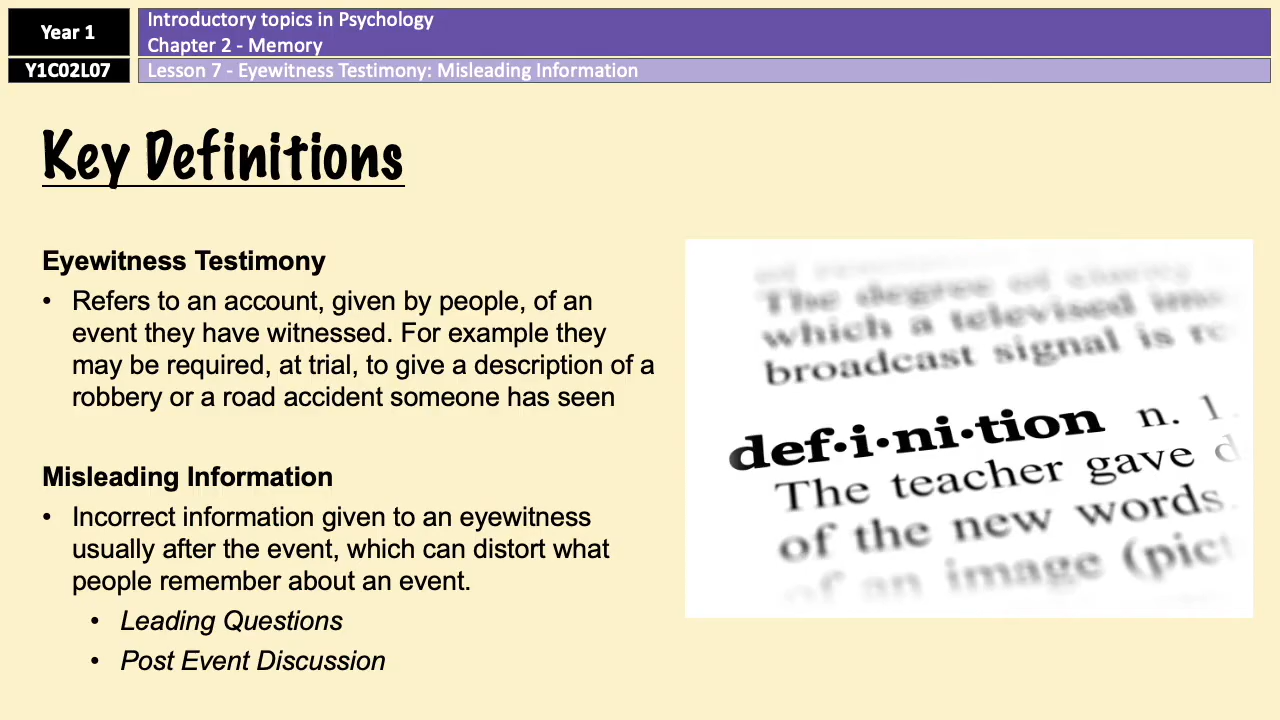 Year 1
Introductory topics in Psychology
Chapter 2 - Memory
Y1C02L07
Lesson 7 - Eyewitness Testimony: Misleading Information
Key Definitions
Eyewitness Testimony
• Refers to an account, given by people, of an
event they have witnessed. For example they
may be required, at trial, to give a description of a
robbery or a road accident someone has seen
Misleading Information
• Incorrect information given to an eyewitness
usually after the event, which can distort what
people remember about an event.
• Leading Questions
• Post Event Discussion
The degree of clarity
which a televised
broadcast signal is
def·i·ni·tion n. 1.
The teacher gave
of the new words.
of an image (pict